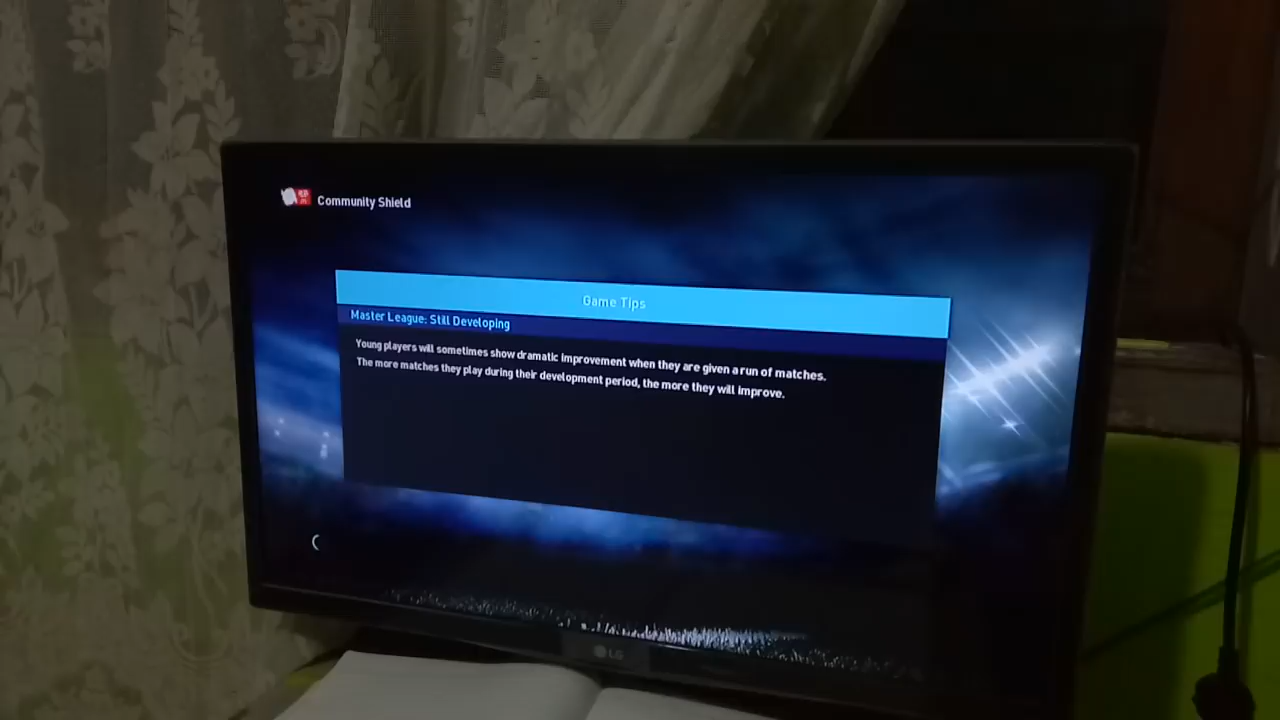 Community Shield
Game Tips
Master League: Still Developing
Young players will sometimes show dramatic improvement when they are given a run of matches.
The more matches they play during their development period, the more they will improve.
LG